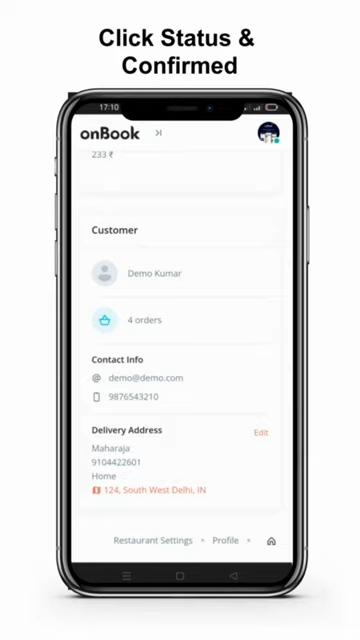 Click Status &
Confirmed
17:10
onBook
233 ₹
Customer
Demo Kumar
4 orders
Contact Info
demo@demo.com
9876543210
Delivery Address
Edit
Maharaja
9104422601
Home
124, South West Delhi, IN
Restaurant Settings • Profile •